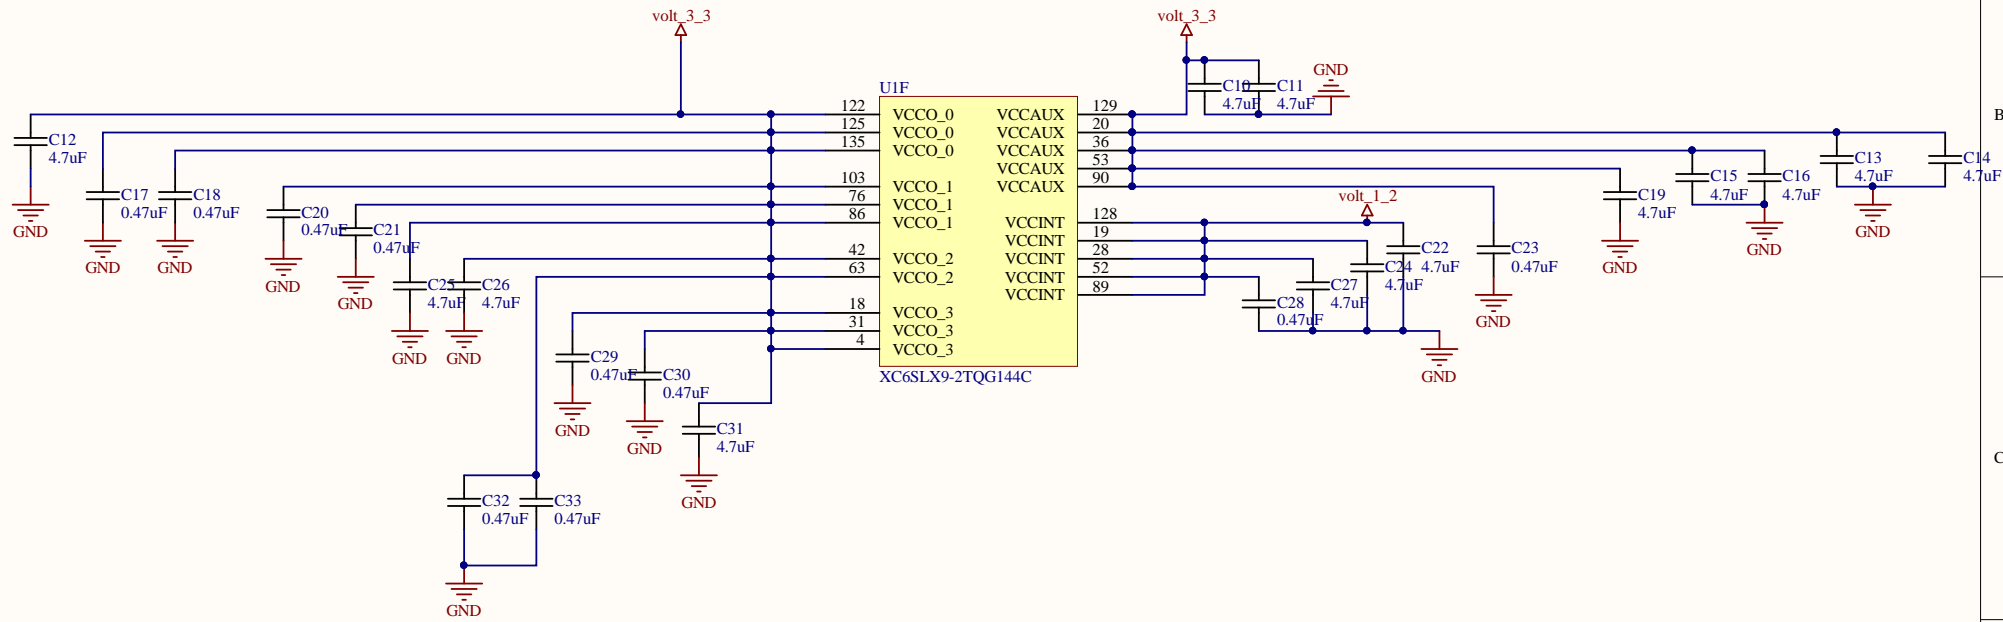 volt_3_3
volt_3_3
GND
U1F
C10
4.7uF
C11
4.7uF
122
125
135
103
76
86
42
63
18
31
4
VCCO_0
VCCO_0
VCCO_0
VCCO_1
VCCO_1
VCCO_1
VCCO_2
VCCO_2
VCCO_3
VCCO_3
VCCO_3
VCCAUX
VCCAUX
VCCAUX
VCCAUX
VCCAUX
VCCINT
VCCINT
VCCINT
VCCINT
VCCINT
129
20
36
53
90
128
19
28
52
89
XC6SLX9-2TQG144C
B
C12
4.7uF
GND
C17
0.47uF
GND
C18
0.47uF
GND
C20
0.47uF
GND
C21
0.47uF
GND
C25
4.7uF
GND
C26
4.7uF
GND
C29
0.47uF
GND
C30
0.47uF
GND
C31
4.7uF
GND
C32
0.47uF
C33
0.47uF
GND
volt_1_2
C22
4.7uF
C24
4.7uF
C27
4.7uF
C28
0.47uF
GND
C23
0.47uF
GND
C19
4.7uF
GND
C15
4.7uF
C16
4.7uF
GND
C13
4.7uF
C14
4.7uF
GND
C